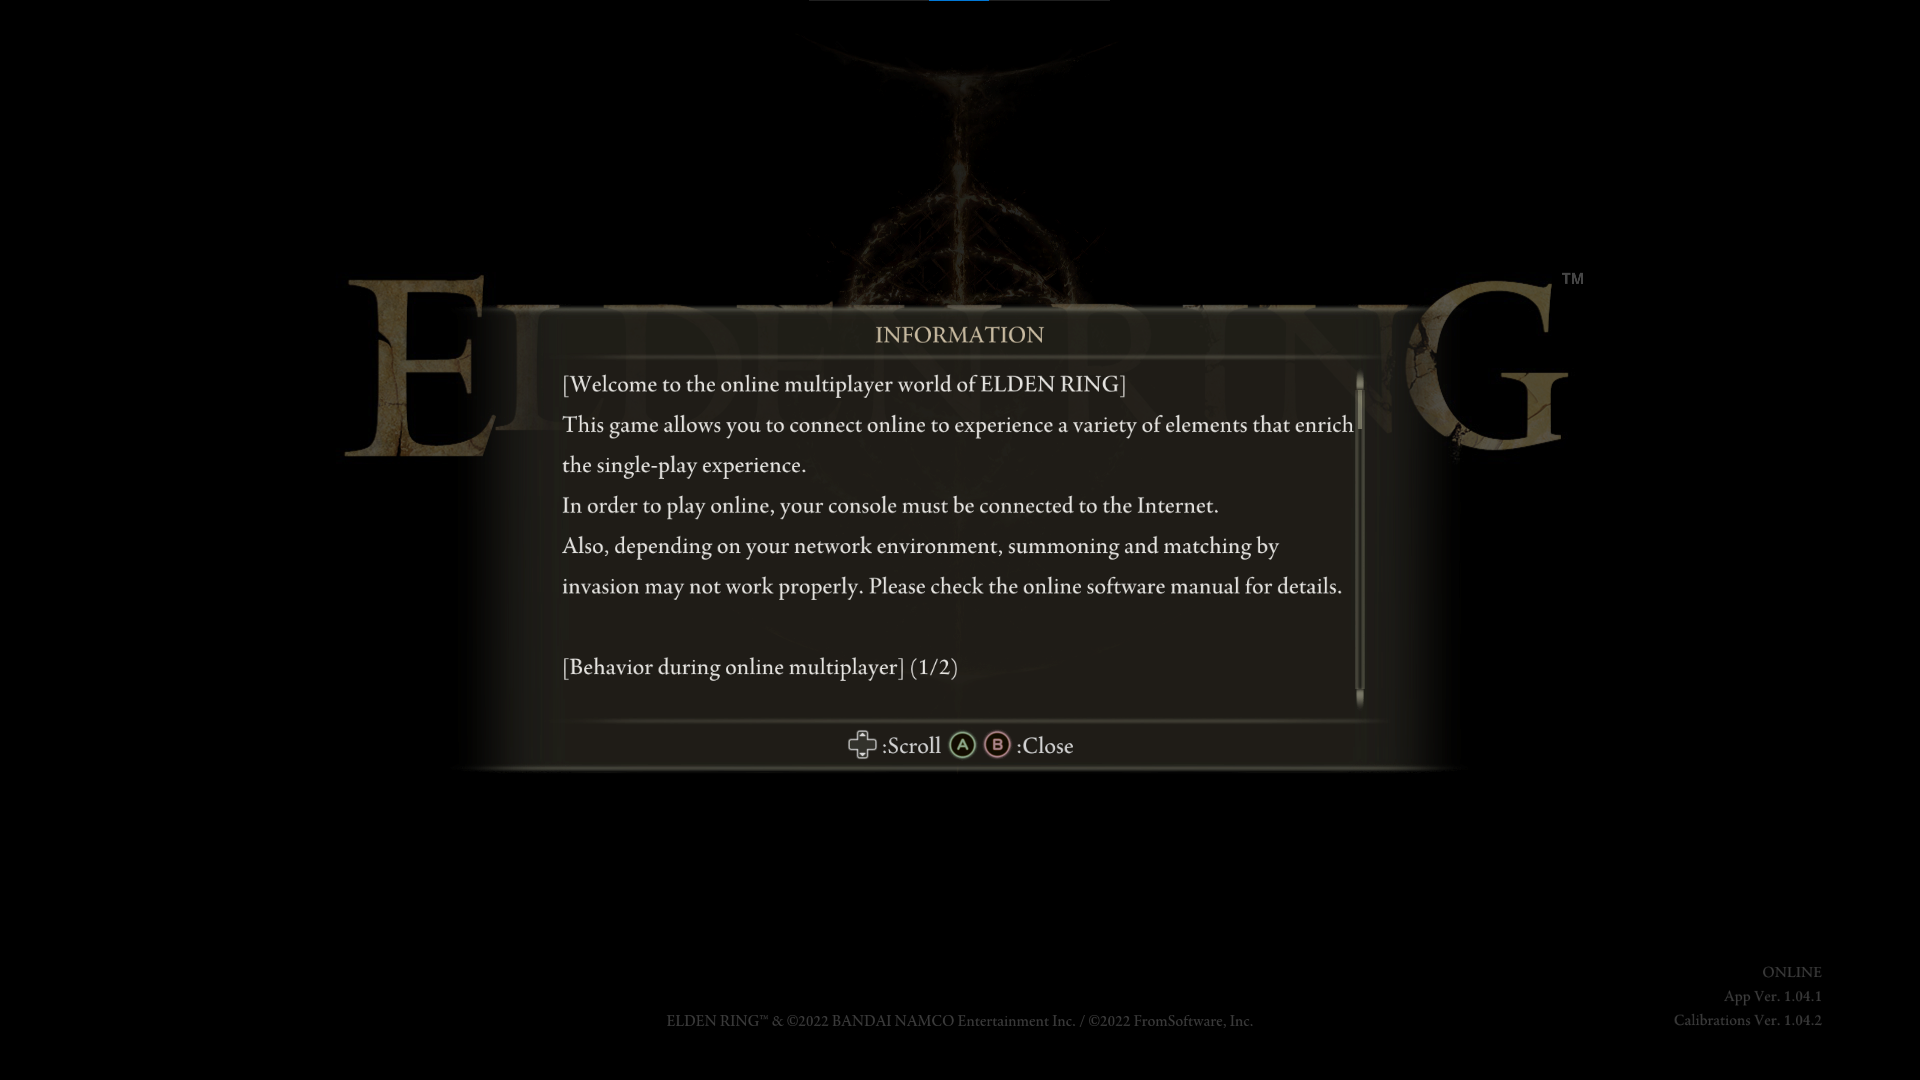 ELDEN RING™
INFORMATION
[Welcome to the online multiplayer world of ELDEN RING]
This game allows you to connect online to experience a variety of elements that enrich
the single-play experience.
In order to play online, your console must be connected to the Internet.
Also, depending on your network environment, summoning and matching by
invasion may not work properly. Please check the online software manual for details.
[Behavior during online multiplayer] (1/2)
:Scroll A B :Close
ONLINE
App Ver. 1.04.1
Calibrations Ver. 1.04.2
ELDEN RING™ & ©2022 BANDAI NAMCO Entertainment Inc. / ©2022 FromSoftware, Inc.